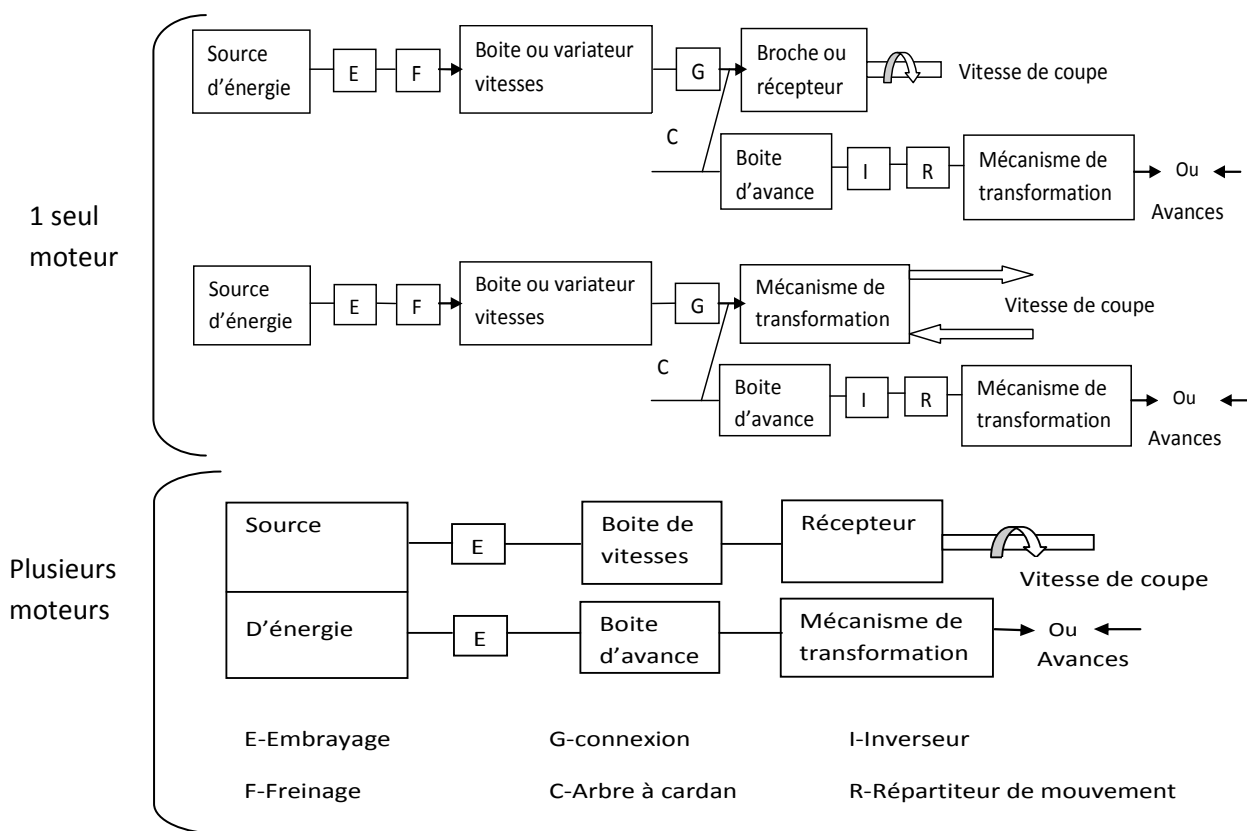 1 seul
moteur
Source
d'énergie
E
F
Boite ou variateur
vitesses
G
Broche ou
récepteur
Vitesse de coupe
C
Boite
d'avance
I
R
Mécanisme de
transformation
Ou
Avances
Source
d'énergie
E
F
Boite ou variateur
vitesses
G
Mécanisme de
transformation
Vitesse de coupe
C
Boite
d'avance
I
R
Mécanisme de
transformation
Ou
Avances
Plusieurs
moteurs
Source
E
Boite de
vitesses
Récepteur
Vitesse de coupe
D'énergie
E
Boite
d'avance
Mécanisme de
transformation
Ou
Avances
E-Embrayage
G-connexion
I-Inverseur
F-Freinage
C-Arbre à cardan
R-Répartiteur de mouvement